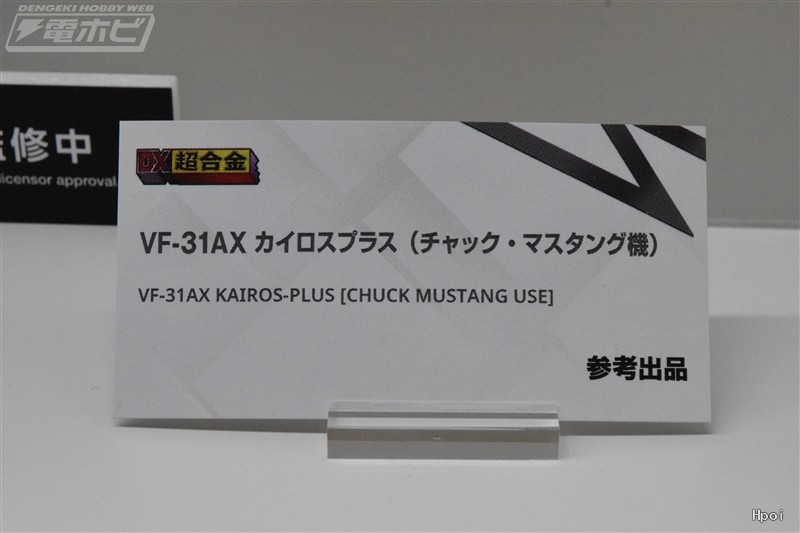 DENGEKI HOBBY WEB
電ホビ
修中
licensor approval.
DX超合金
VF-31AX カイロスプラス（チャック・マスタング機）
VF-31AX KAIROS-PLUS [CHUCK MUSTANG USE]
参考出品
Hpoi